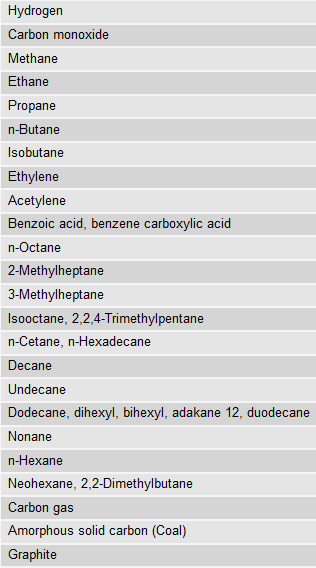 Hydrogen
Carbon monoxide
Methane
Ethane
Propane
n-Butane
Isobutane
Ethylene
Acetylene
Benzoic acid, benzene carboxylic acid
n-Octane
2-Methylheptane
3-Methylheptane
Isooctane, 2,2,4-Trimethylpentane
n-Cetane, n-Hexadecane
Decane
Undecane
Dodecane, dihexyl, bihexyl, adakane 12, duodecane
Nonane
n-Hexane
Neohexane, 2,2-Dimethylbutane
Carbon gas
Amorphous solid carbon (Coal)
Graphite